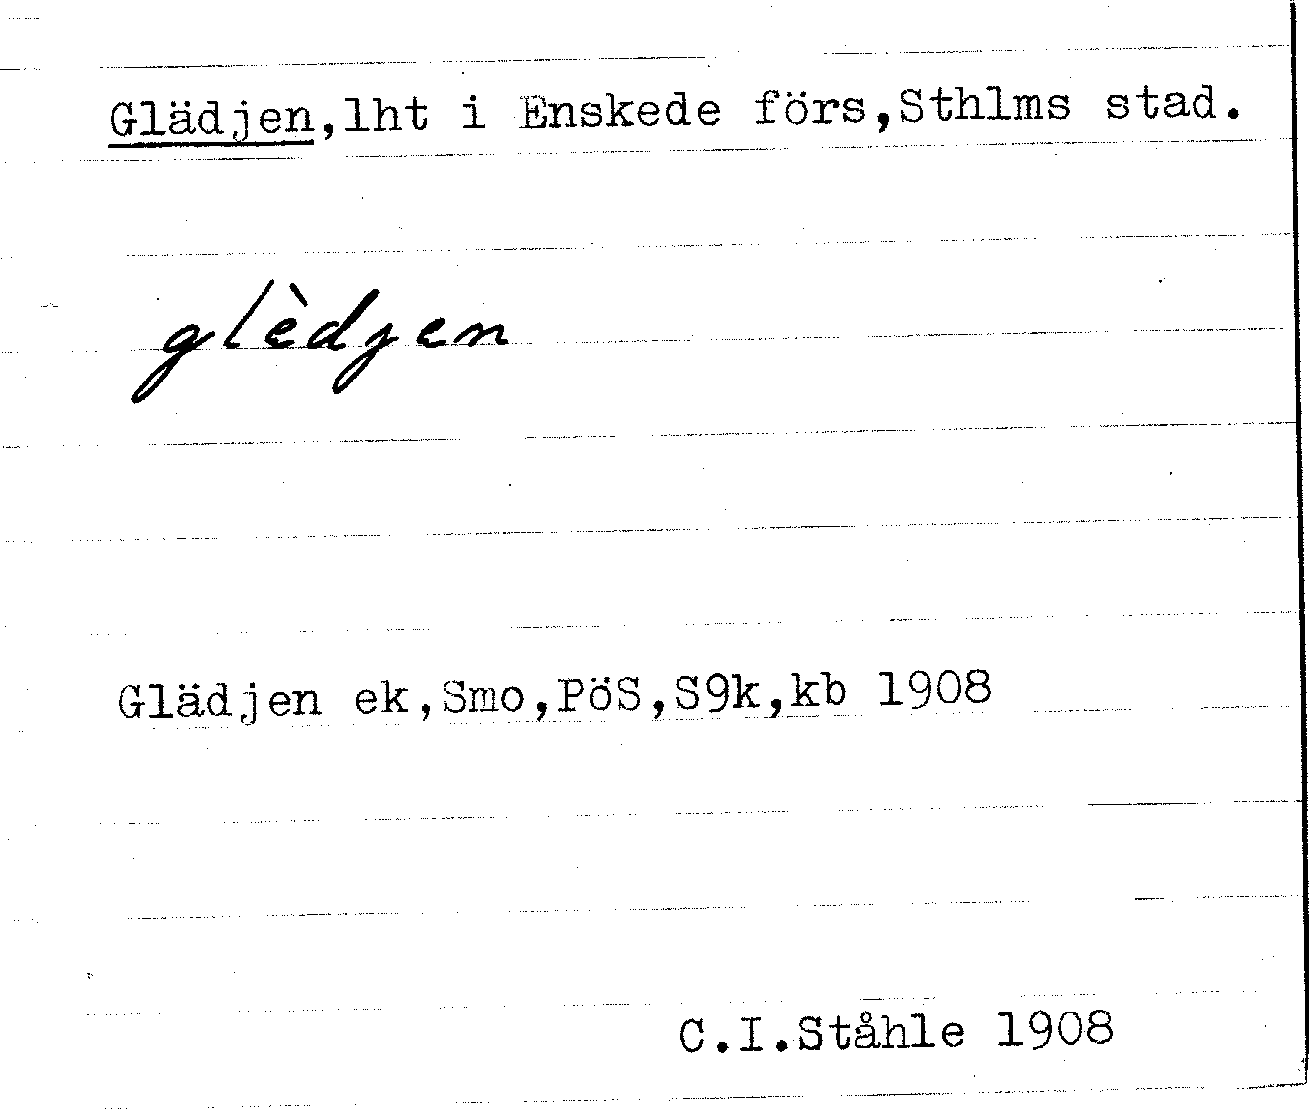 Glädjen,lht i Enskede förs,Sthlms stad.
glèdjen
Glädjen ek,Smo,PöS,S9k,kb 1908
C.I.Ståhle 1908